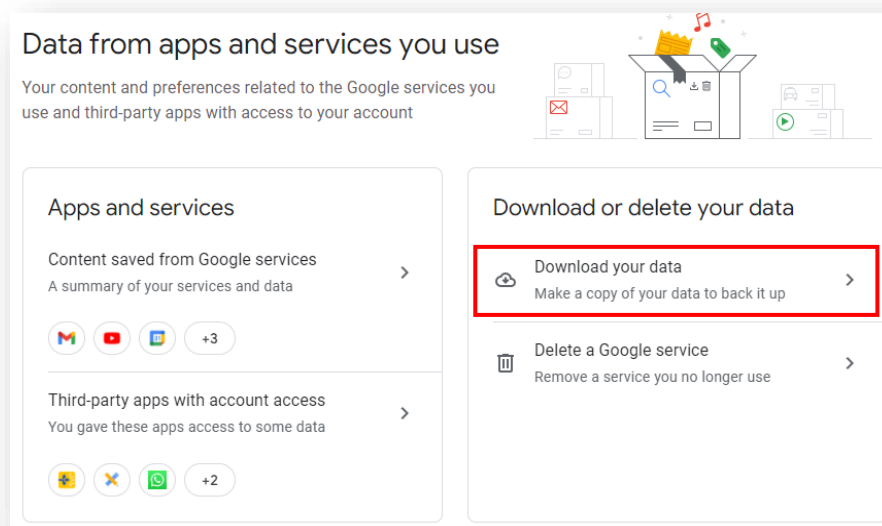 Data from apps and services you use
Your content and preferences related to the Google services you
use and third-party apps with access to your account
Apps and services
Content saved from Google services
A summary of your services and data
+3
Third-party apps with account access
You gave these apps access to some data
+2
Download or delete your data
Download your data
Make a copy of your data to back it up
Delete a Google service
Remove a service you no longer use